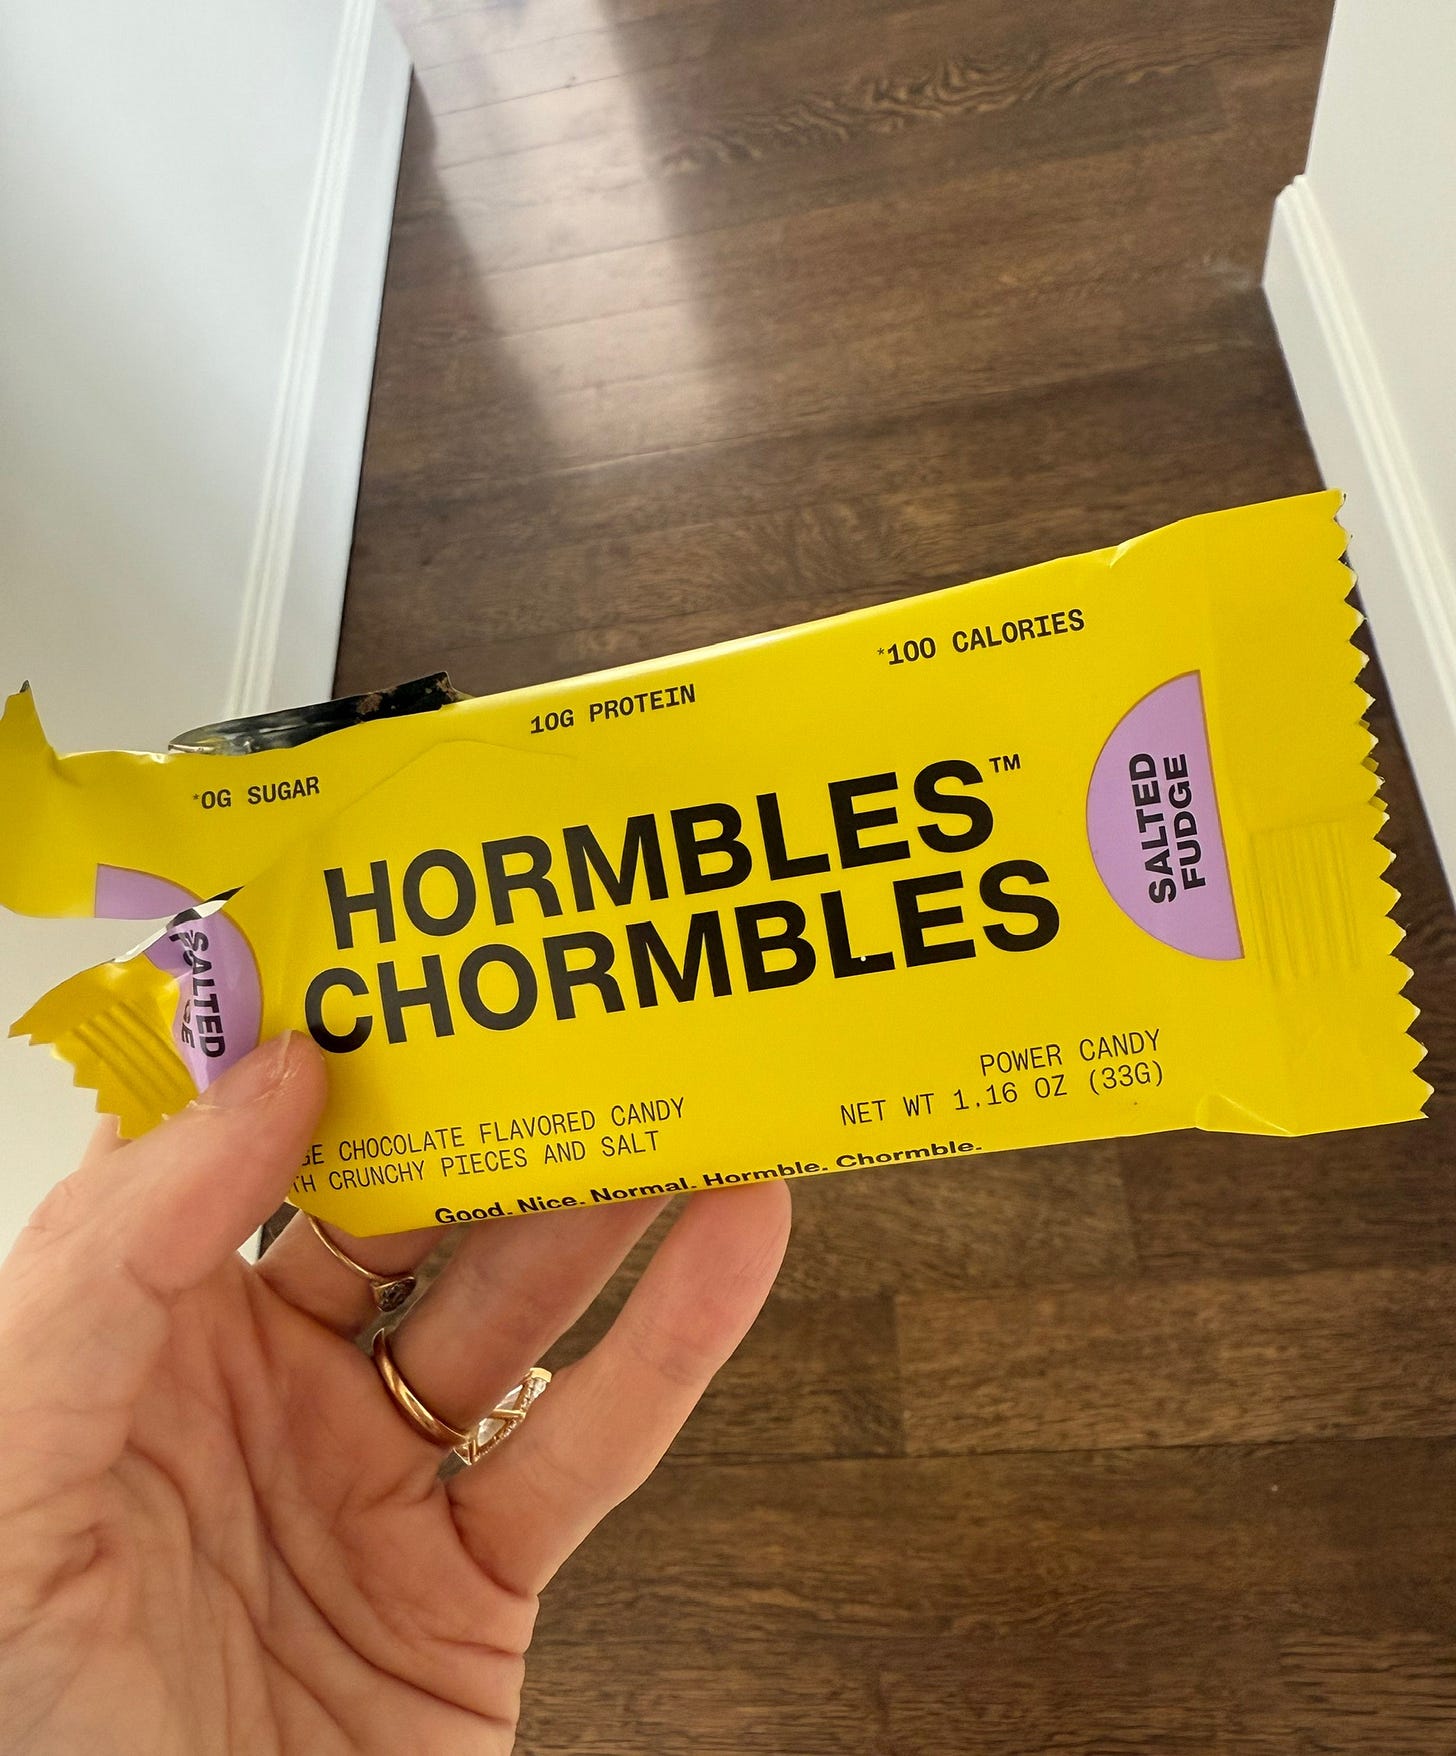 *0G SUGAR
10G PROTEIN
*100 CALORIES
HORMBLES™
CHORMBLES
SALTED
FUDGE
SALTED
CHOCOLATE FLAVORED CANDY
CRUNCHY PIECES AND SALT
POWER CANDY
NET WT 1.16 OZ (33G)
Good. Nice. Normal. Hormble. Chormble.